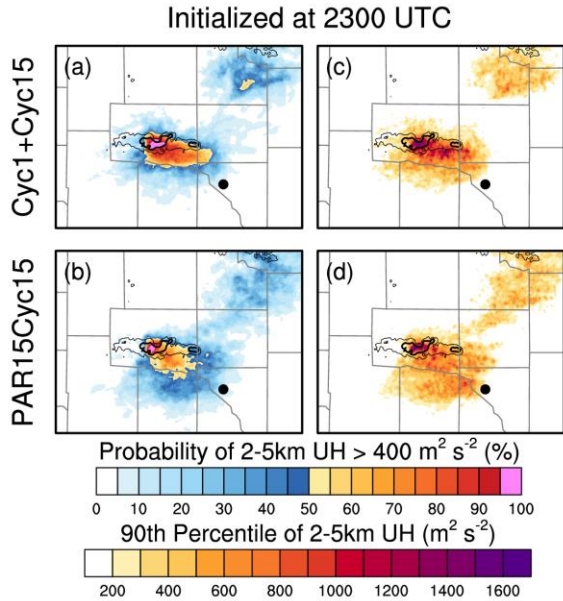 Initialized at 2300 UTC
Cyc1+Cyc15
(a)
(c)
PAR15Cyc15
(b)
(d)
Probability of 2-5km UH > 400 m² s⁻² (%)
0 10 20 30 40 50 60 70 80 90 100
90th Percentile of 2-5km UH (m² s⁻²)
200 400 600 800 1000 1200 1400 1600